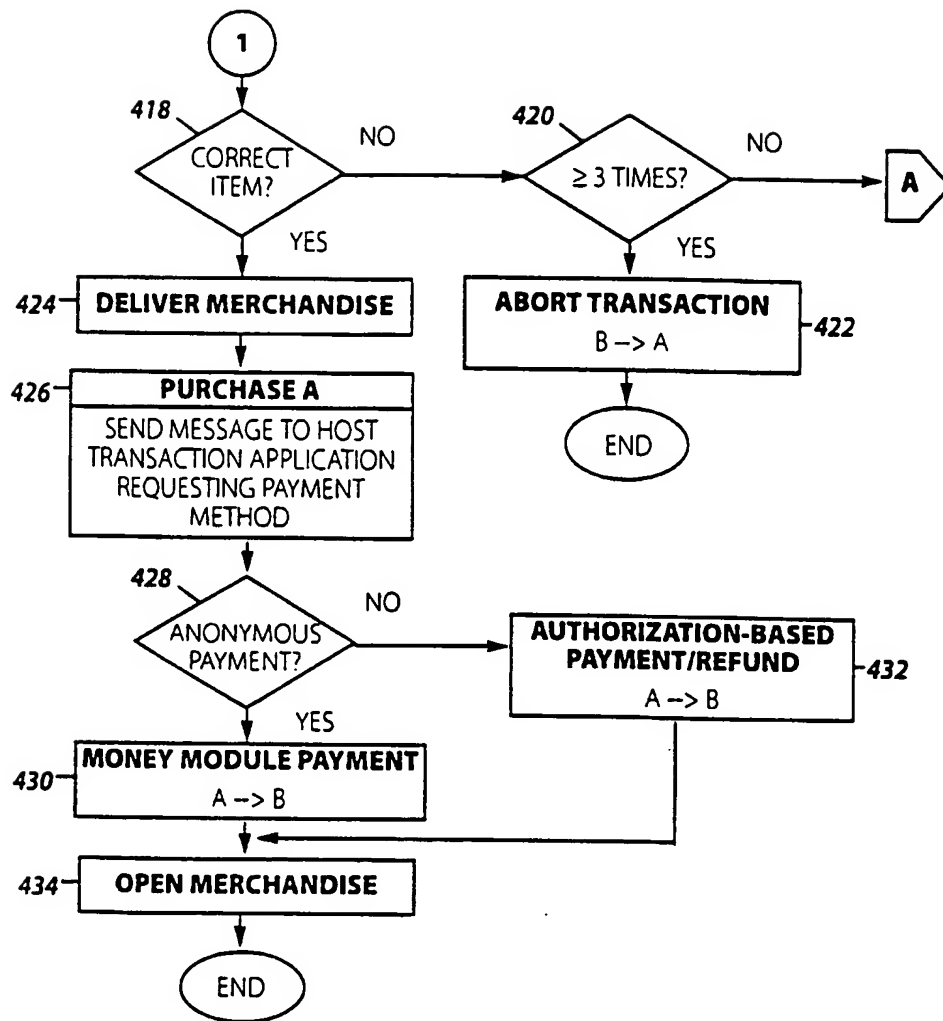 1
418
CORRECT
ITEM?
NO
YES
420
≥ 3 TIMES?
NO
YES
A
424
DELIVER MERCHANDISE
ABORT TRANSACTION
B --> A
422
END
426
PURCHASE A
SEND MESSAGE TO HOST
TRANSACTION APPLICATION
REQUESTING PAYMENT
METHOD
428
ANONYMOUS
PAYMENT?
NO
YES
AUTHORIZATION-BASED
PAYMENT/REFUND
A --> B
432
MONEY MODULE PAYMENT
A --> B
430
434
OPEN MERCHANDISE
END